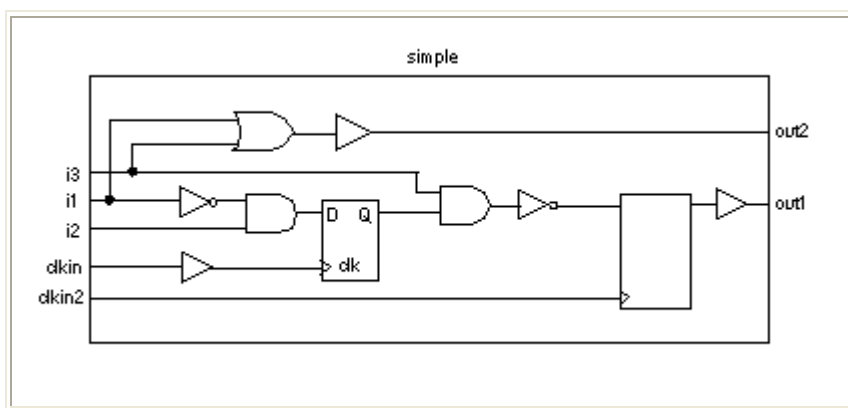 simple
out2
i3
i1
out1
D Q
i2
clkin
clk
clkin2